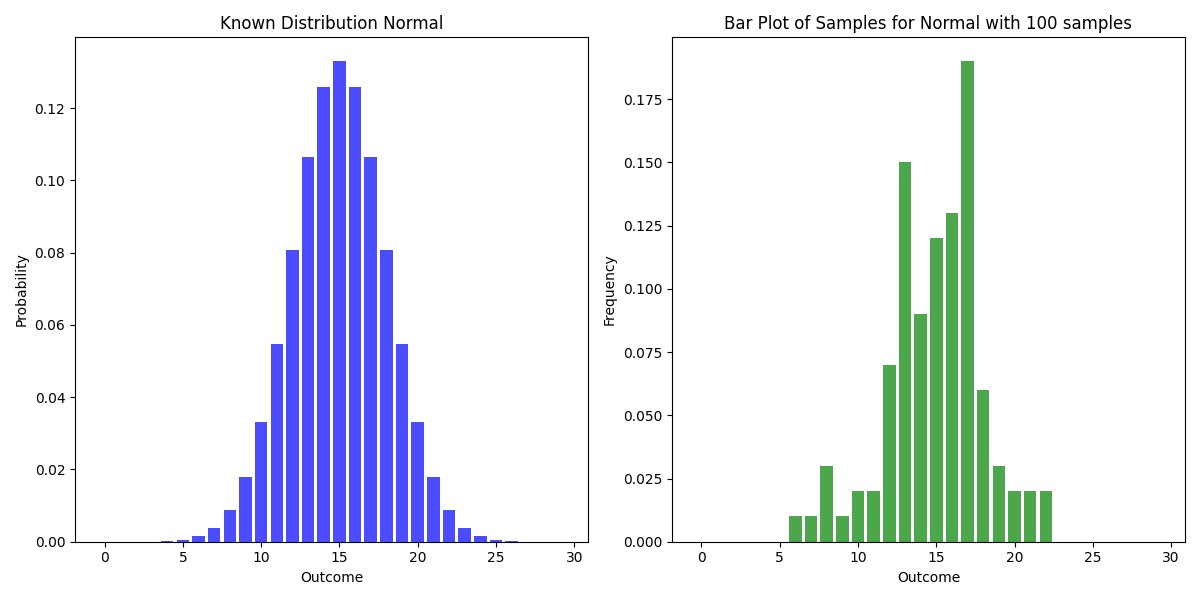 Known Distribution Normal
Probability
0.12
0.10
0.08
0.06
0.04
0.02
0.00
0 5 10 15 20 25 30
Outcome
Bar Plot of Samples for Normal with 100 samples
Frequency
0.175
0.150
0.125
0.100
0.075
0.050
0.025
0.000
0 5 10 15 20 25 30
Outcome